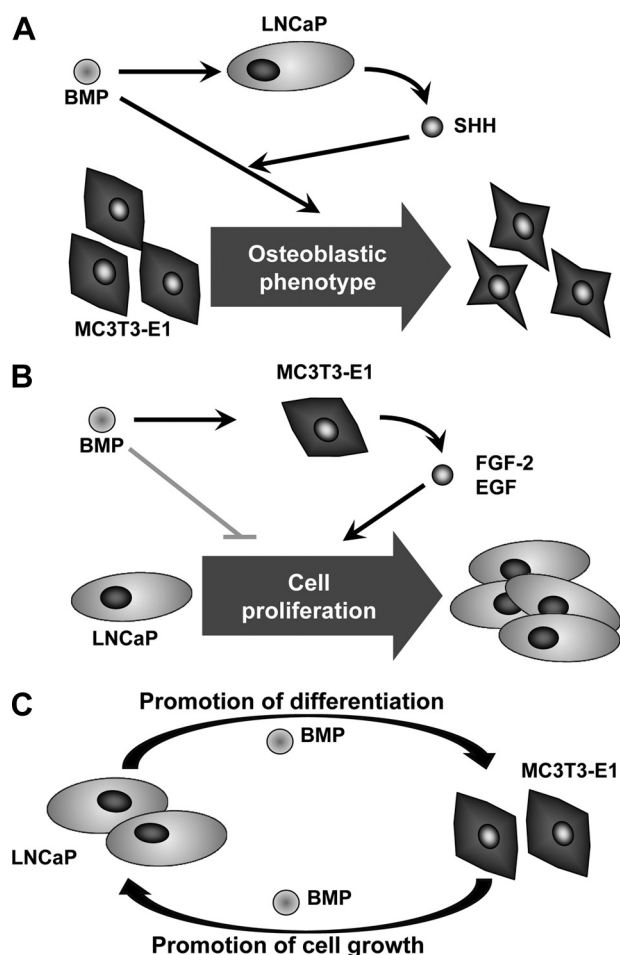 A
LNCaP
BMP
SHH
Osteoblastic
phenotype
MC3T3-E1
B
MC3T3-E1
BMP
FGF-2
EGF
Cell
proliferation
LNCaP
C
Promotion of differentiation
BMP
MC3T3-E1
LNCaP
BMP
Promotion of cell growth